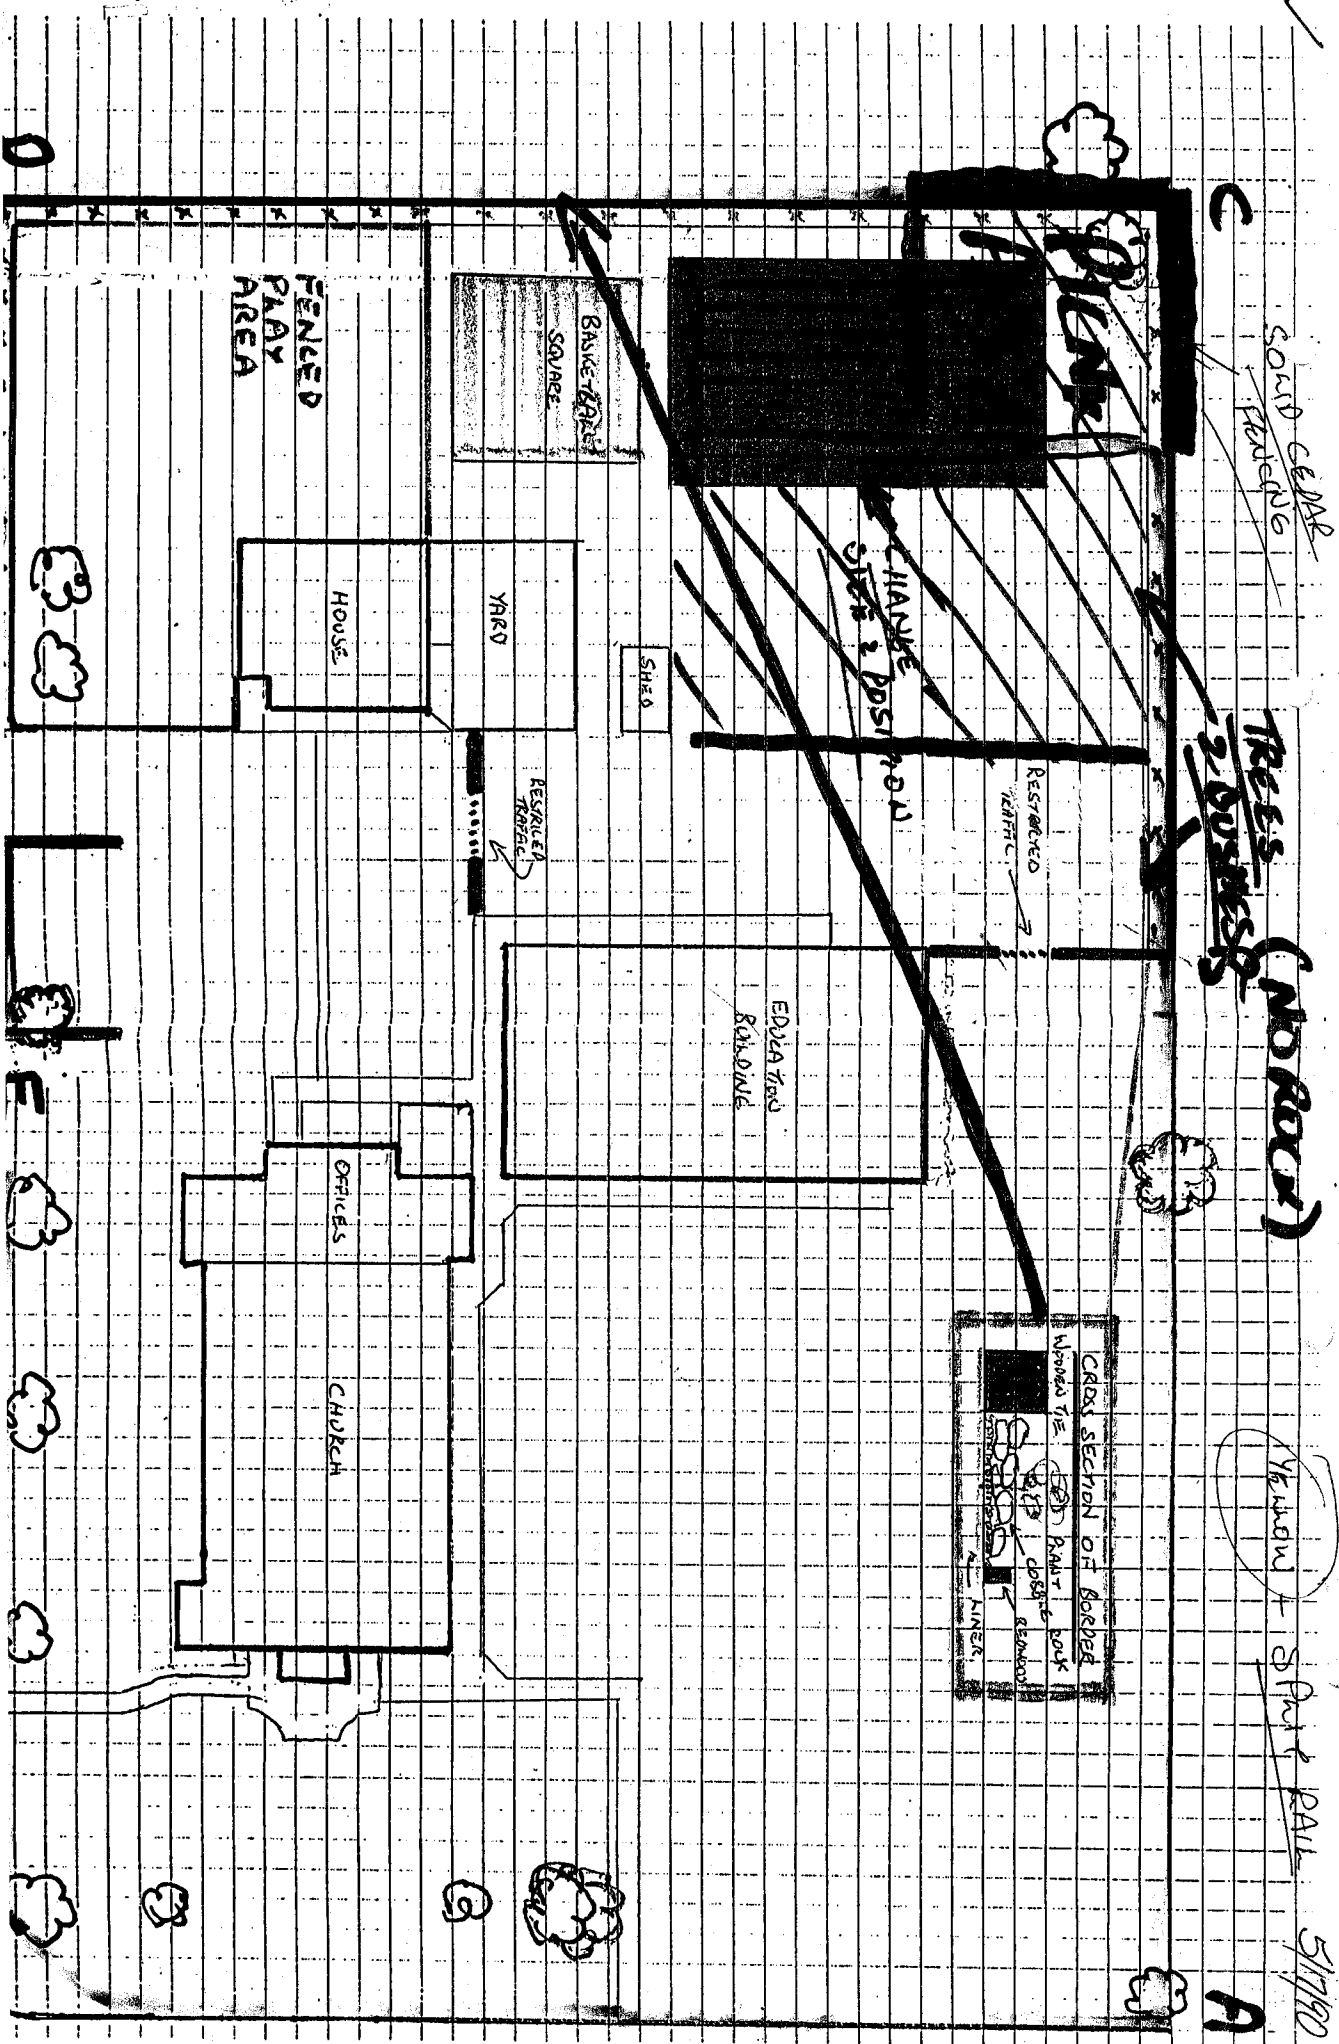 5/7/90
A
YELLOW + SPLIT RAIL
(NO ROCK)
TREES
2 BUSHES
SOLID CEDAR
FENCING
C
PICNIC
CROSS SECTION OF BORDER
WOODEN TIE
PLANT
ROCK
COBBLE
REDWOOD
LINER
RESTRICTED
TRAFFIC
CHANGE
SIZE & POSITION
EDUCATION
BUILDING
SHED
BASKETBALL
SQUARE
RESTRICTED
TRAFFIC
YARD
G
HOUSE
OFFICES
CHURCH
FENCED
PLAY
AREA
D